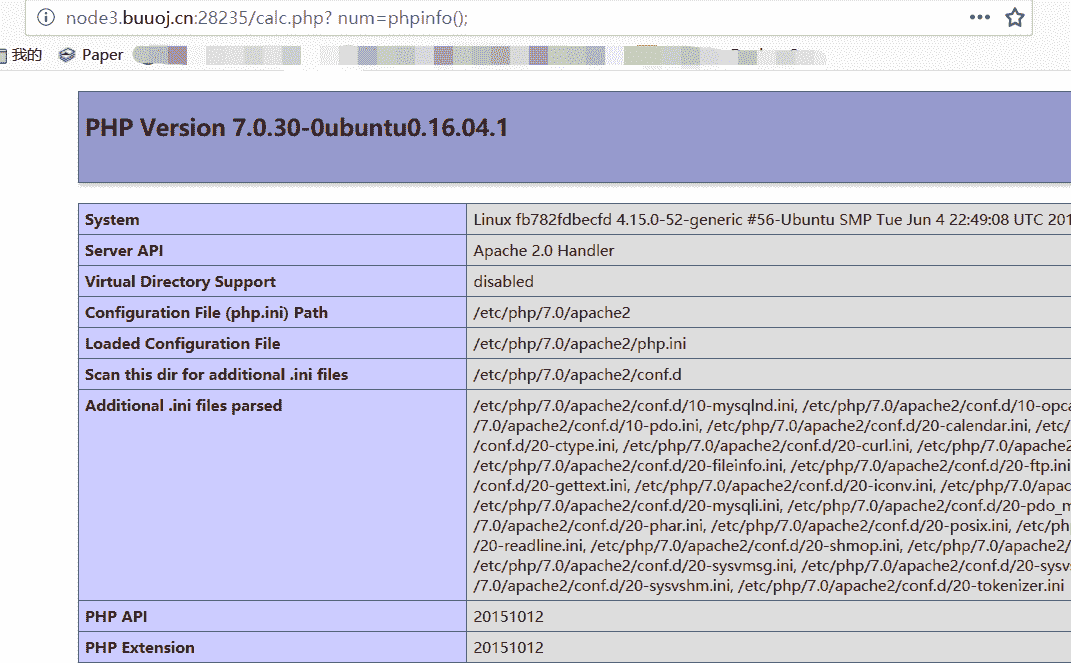 node3.buuoj.cn:28235/calc.php? num=phpinfo();
我的 Paper
PHP Version 7.0.30-0ubuntu0.16.04.1
System Linux fb782fdbecfd 4.15.0-52-generic #56-Ubuntu SMP Tue Jun 4 22:49:08 UTC 201
Server API Apache 2.0 Handler
Virtual Directory Support disabled
Configuration File (php.ini) Path /etc/php/7.0/apache2
Loaded Configuration File /etc/php/7.0/apache2/php.ini
Scan this dir for additional .ini files /etc/php/7.0/apache2/conf.d
Additional .ini files parsed /etc/php/7.0/apache2/conf.d/10-mysqlnd.ini, /etc/php/7.0/apache2/conf.d/10-opca
/7.0/apache2/conf.d/10-pdo.ini, /etc/php/7.0/apache2/conf.d/20-calendar.ini, /etc/
/conf.d/20-ctype.ini, /etc/php/7.0/apache2/conf.d/20-curl.ini, /etc/php/7.0/apache2
/etc/php/7.0/apache2/conf.d/20-fileinfo.ini, /etc/php/7.0/apache2/conf.d/20-ftp.ini
/conf.d/20-gettext.ini, /etc/php/7.0/apache2/conf.d/20-iconv.ini, /etc/php/7.0/apac
/etc/php/7.0/apache2/conf.d/20-mysqli.ini, /etc/php/7.0/apache2/conf.d/20-pdo_m
/7.0/apache2/conf.d/20-phar.ini, /etc/php/7.0/apache2/conf.d/20-posix.ini, /etc/ph
/20-readline.ini, /etc/php/7.0/apache2/conf.d/20-shmop.ini, /etc/php/7.0/apache2/
/etc/php/7.0/apache2/conf.d/20-sysvmsg.ini, /etc/php/7.0/apache2/conf.d/20-sysv
/7.0/apache2/conf.d/20-sysvshm.ini, /etc/php/7.0/apache2/conf.d/20-tokenizer.ini
PHP API 20151012
PHP Extension 20151012